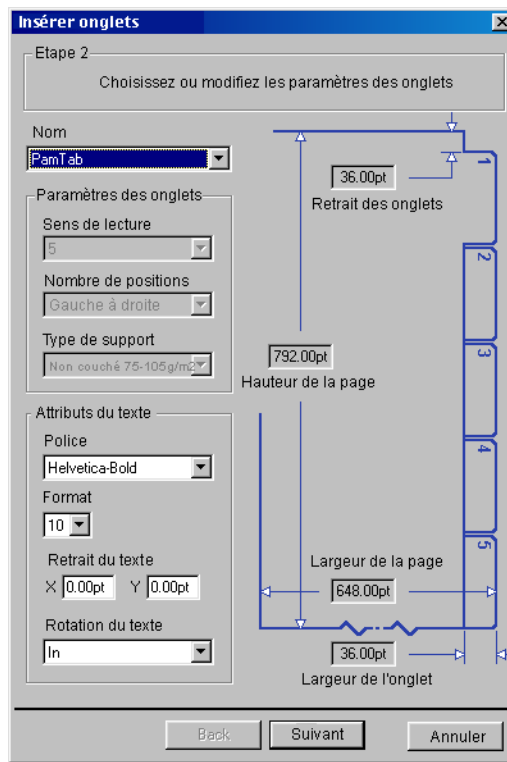 Insérer onglets
Etape 2
Choisissez ou modifiez les paramètres des onglets
Nom
PamTab
Paramètres des onglets
Sens de lecture
5
Nombre de positions
Gauche à droite
Type de support
Non couché 75-105g/m2
Attributs du texte
Police
Helvetica-Bold
Format
10
Retrait du texte
X 0.00pt Y 0.00pt
Rotation du texte
In
36.00pt
Retrait des onglets
1
2
3
4
5
792.00pt
Hauteur de la page
Largeur de la page
648.00pt
36.00pt
Largeur de l'onglet
Back
Suivant
Annuler